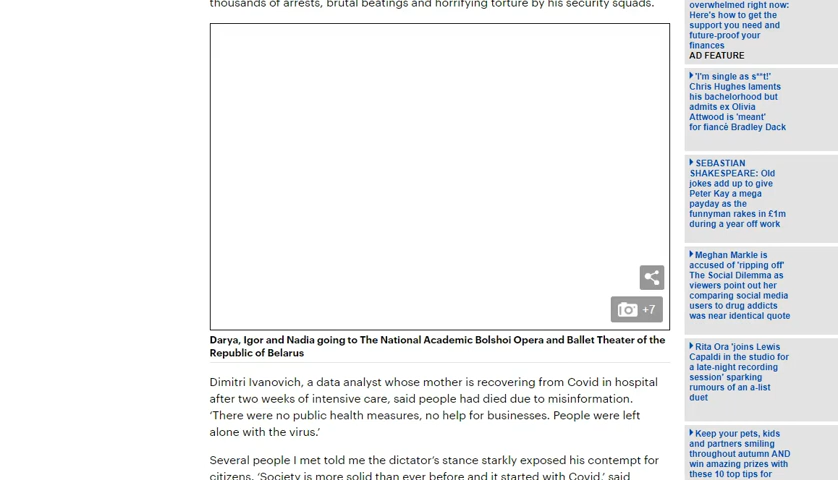 thousands of arrests, brutal beatings and horrifying torture by his security squads.
+7
Darya, Igor and Nadia going to The National Academic Bolshoi Opera and Ballet Theater of the
Republic of Belarus
Dimitri Ivanovich, a data analyst whose mother is recovering from Covid in hospital
after two weeks of intensive care, said people had died due to misinformation.
‘There were no public health measures, no help for businesses. People were left
alone with the virus.’
Several people I met told me the dictator’s stance starkly exposed his contempt for
citizens. ‘Society is more solid than ever before and it started with Covid,’ said
overwhelmed right now:
Here's how to get the
support you need and
future-proof your
finances
AD FEATURE
'I'm single as s**t!'
Chris Hughes laments
his bachelorhood but
admits ex Olivia
Attwood is 'meant'
for fiancé Bradley Dack
SEBASTIAN
SHAKESPEARE: Old
jokes add up to give
Peter Kay a mega
payday as the
funnyman rakes in £1m
during a year off work
Meghan Markle is
accused of 'ripping off'
The Social Dilemma as
viewers point out her
comparing social media
users to drug addicts
was near identical quote
Rita Ora 'joins Lewis
Capaldi in the studio for
a late-night recording
session' sparking
rumours of an a-list
duet
Keep your pets, kids
and partners smiling
throughout autumn AND
win amazing prizes with
these 10 top tips for